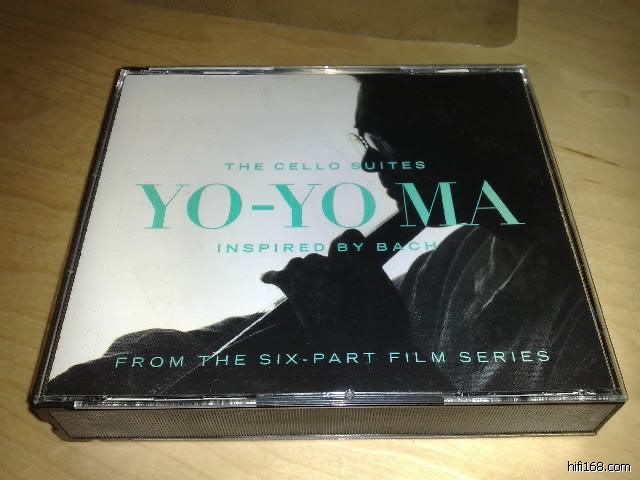 THE CELLO SUITES
YO-YO MA
INSPIRED BY BACH
FROM THE SIX-PART FILM SERIES
hifi168.com